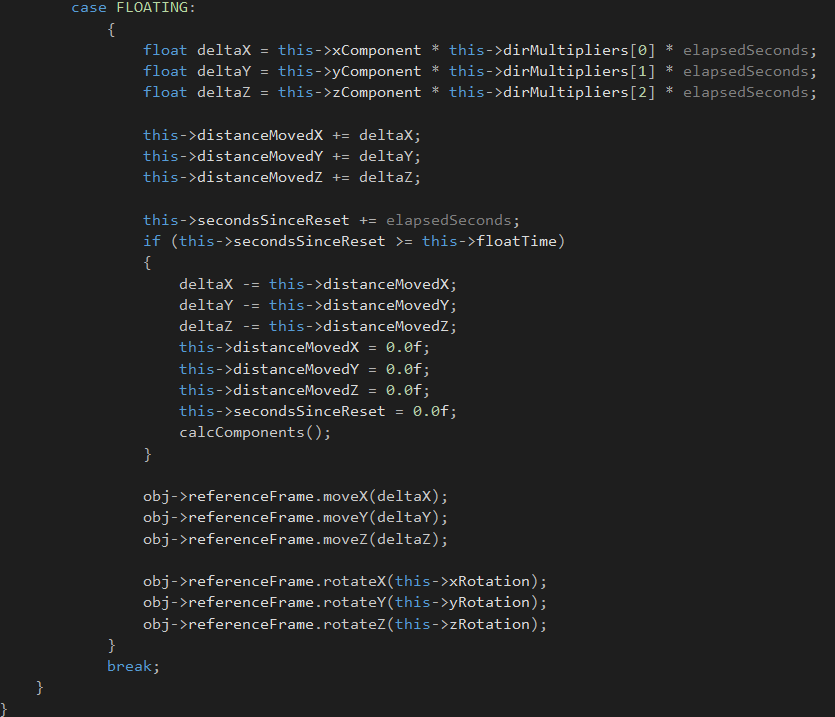 case FLOATING:
{
float deltaX = this->xComponent * this->dirMultipliers[0] * elapsedSeconds;
float deltaY = this->yComponent * this->dirMultipliers[1] * elapsedSeconds;
float deltaZ = this->zComponent * this->dirMultipliers[2] * elapsedSeconds;
this->distanceMovedX += deltaX;
this->distanceMovedY += deltaY;
this->distanceMovedZ += deltaZ;
this->secondsSinceReset += elapsedSeconds;
if (this->secondsSinceReset >= this->floatTime)
{
deltaX -= this->distanceMovedX;
deltaY -= this->distanceMovedY;
deltaZ -= this->distanceMovedZ;
this->distanceMovedX = 0.0f;
this->distanceMovedY = 0.0f;
this->distanceMovedZ = 0.0f;
this->secondsSinceReset = 0.0f;
calcComponents();
}
obj->referenceFrame.moveX(deltaX);
obj->referenceFrame.moveY(deltaY);
obj->referenceFrame.moveZ(deltaZ);
obj->referenceFrame.rotateX(this->xRotation);
obj->referenceFrame.rotateY(this->yRotation);
obj->referenceFrame.rotateZ(this->zRotation);
}
break;
}
}